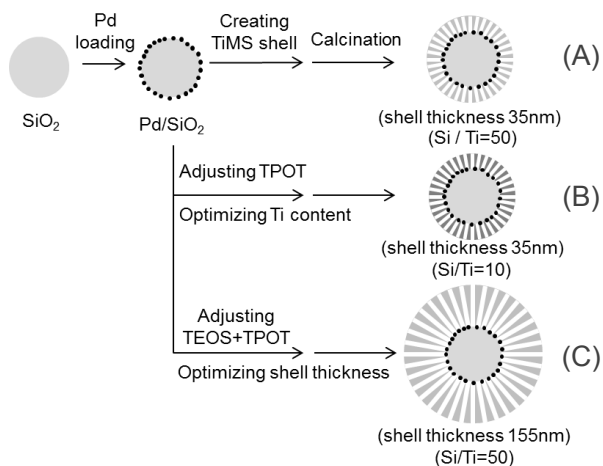 Pd
loading
Creating
TiMS shell
Calcination
(A)
SiO2
Pd/SiO2
(shell thickness 35nm)
(Si / Ti=50)
Adjusting TPOT
Optimizing Ti content
(B)
(shell thickness 35nm)
(Si/Ti=10)
Adjusting
TEOS+TPOT
Optimizing shell thickness
(C)
(shell thickness 155nm)
(Si/Ti=50)